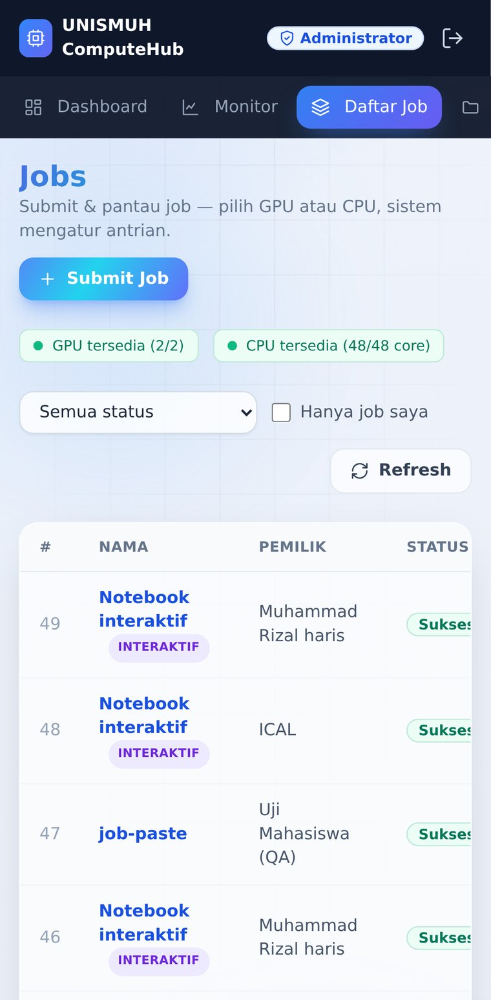 UNISMUH
ComputeHub
Administrator
Dashboard
Monitor
Daftar Job
Jobs
Submit & pantau job — pilih GPU atau CPU, sistem
mengatur antrian.
Submit Job
GPU tersedia (2/2)
CPU tersedia (48/48 core)
Semua status
Hanya job saya
Refresh
# NAMA PEMILIK STATUS
49
Notebook
interaktif
INTERAKTIF
Muhammad
Rizal haris
Sukses
48
Notebook
interaktif
INTERAKTIF
ICAL
Sukses
47
job-paste
Uji
Mahasiswa
(QA)
Sukses
46
Notebook
interaktif
INTERAKTIF
Muhammad
Rizal haris
Sukses